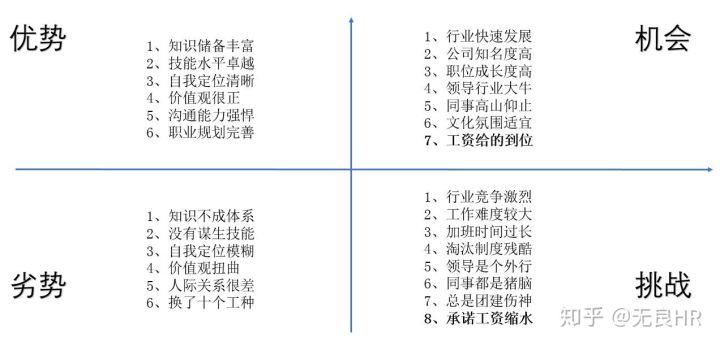 优势
1、知识储备丰富
2、技能水平卓越
3、自我定位清晰
4、价值观很正
5、沟通能力强悍
6、职业规划完善
机会
1、行业快速发展
2、公司知名度高
3、职位成长度高
4、领导行业大牛
5、同事高山仰止
6、文化氛围适宜
7、工资给的到位
劣势
1、知识不成体系
2、没有谋生技能
3、自我定位模糊
4、价值观扭曲
5、人际关系很差
6、换了十个工种
挑战
1、行业竞争激烈
2、工作难度较大
3、加班时间过长
4、淘汰制度残酷
5、领导是个外行
6、同事都是猪脑
7、总是团建伤神
8、承诺工资缩水
知乎 @无良HR